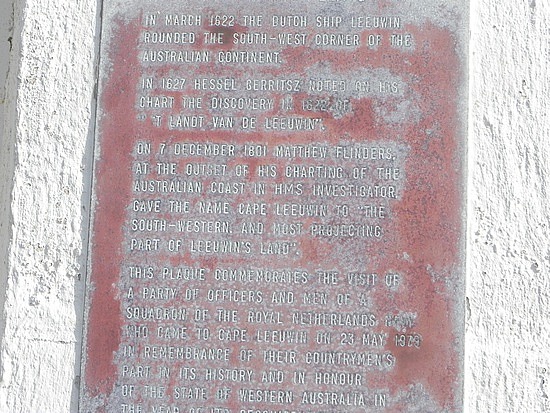 IN MARCH 1622 THE DUTCH SHIP LEEUWIN
ROUNDED THE SOUTH-WEST CORNER OF THE
AUSTRALIAN CONTINENT.
IN 1627 HESSEL GERRITSZ NOTED ON HIS
CHART THE DISCOVERY IN 1622 OF
"'T LANDT VAN DE LEEUWIN".
ON 7 DECEMBER 1801 MATTHEW FLINDERS,
AT THE OUTSET OF HIS CHARTING OF THE
AUSTRALIAN COAST IN HMS INVESTIGATOR,
GAVE THE NAME CAPE LEEUWIN TO "THE
SOUTH-WESTERN, AND MOST PROJECTING
PART OF LEEUWIN'S LAND".
THIS PLAQUE COMMEMORATES THE VISIT OF
A PARTY OF OFFICERS AND MEN OF A
SQUADRON OF THE ROYAL NETHERLANDS NAVY
WHO CAME TO CAPE LEEUWIN ON 23 MAY 1979
IN REMEMBRANCE OF THEIR COUNTRYMEN'S
PART IN ITS HISTORY AND IN HONOUR
OF THE STATE OF WESTERN AUSTRALIA IN
THE YEAR OF ITS